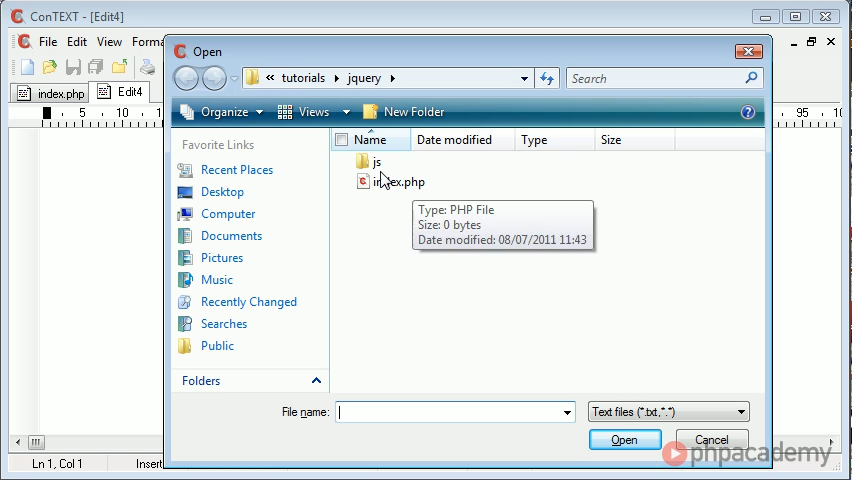 ConTEXT - [Edit4]
File Edit View Forma
index.php Edit4
5 10 15
95 10
Open
« tutorials jquery
Search
Organize Views New Folder
Favorite Links
Recent Places
Desktop
Computer
Documents
Pictures
Music
Recently Changed
Searches
Public
Folders
Name Date modified Type Size
js
index.php
Type: PHP File
Size: 0 bytes
Date modified: 08/07/2011 11:43
File name:
Text files (*.txt,*.*)
Open Cancel
Ln 1, Col 1 Insert
phpacademy